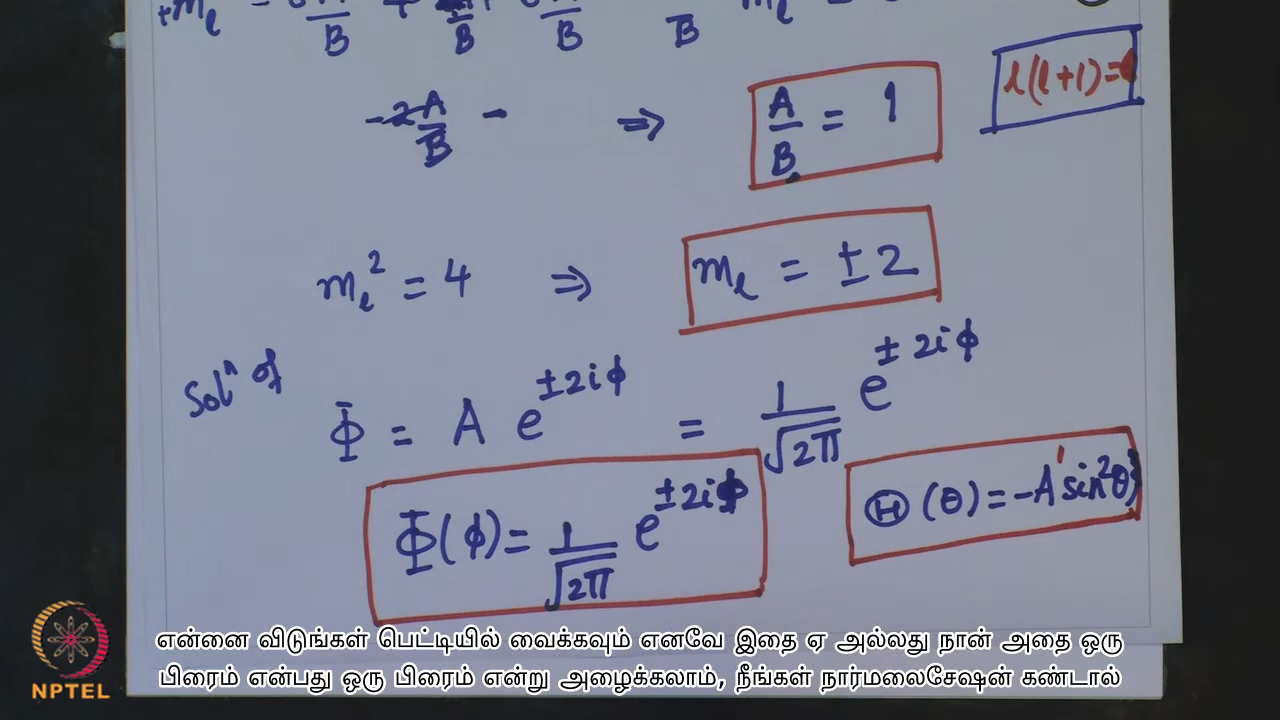 -2A/B - ⇒ A/B = 1
l(l+1)=
m_l² = 4 ⇒ m_l = ±2
Solⁿ of
Φ = A e^{±2iφ} = 1/√2π e^{±2iφ}
Φ(φ) = 1/√2π e^{±2iφ}
Θ(θ) = -A' sin²θ
என்னை விடுங்கள் பெட்டியில் வைக்கவும் எனவே இதை ஏ அல்லது நான் அதை ஒரு
பிரைம் என்பது ஒரு பிரைம் என்று அழைக்கலாம், நீங்கள் நார்மலைசேஷன் கண்டால்
NPTEL